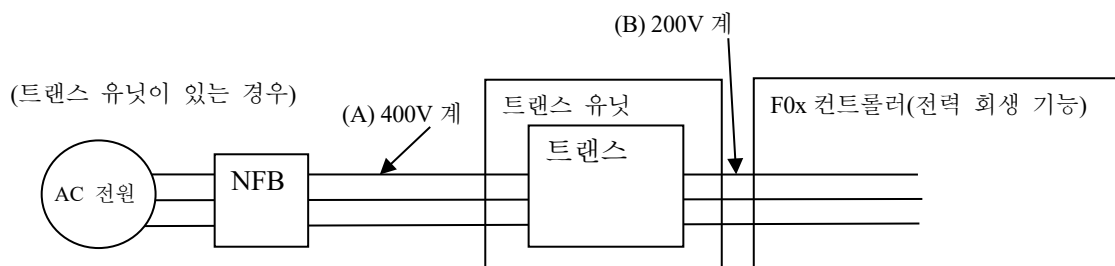 (B) 200V 계
(트랜스 유닛이 있는 경우)
(A) 400V 계
트랜스 유닛
F0x 컨트롤러(전력 회생 기능)
트랜스
NFB
AC 전원